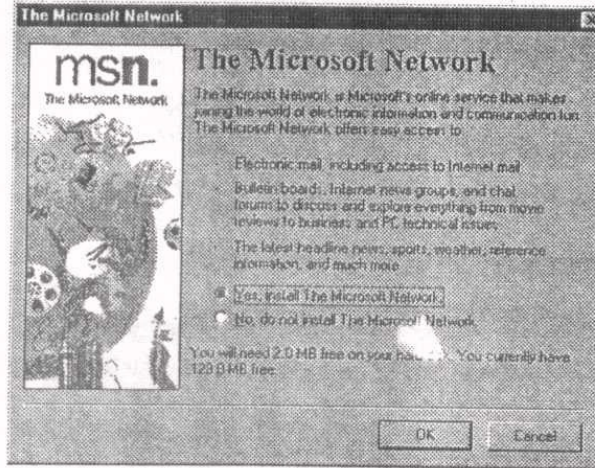 The Microsoft Network
msn.
The Microsoft Network
The Microsoft Network
The Microsoft Network is Microsoft's online service that makes
joining the world of electronic information and communication fun.
The Microsoft Network offers easy access to:
Electronic mail, including access to Internet mail
Bulletin boards, Internet news groups, and chat
forums to discuss and explore everything from movie
reviews to business and PC technical issues
The latest headline news, sports, weather, reference
information, and much more
Yes, install The Microsoft Network.
No, do not install The Microsoft Network.
You will need 2.0 MB free on your hard You currently have
MB free.
OK
Cancel